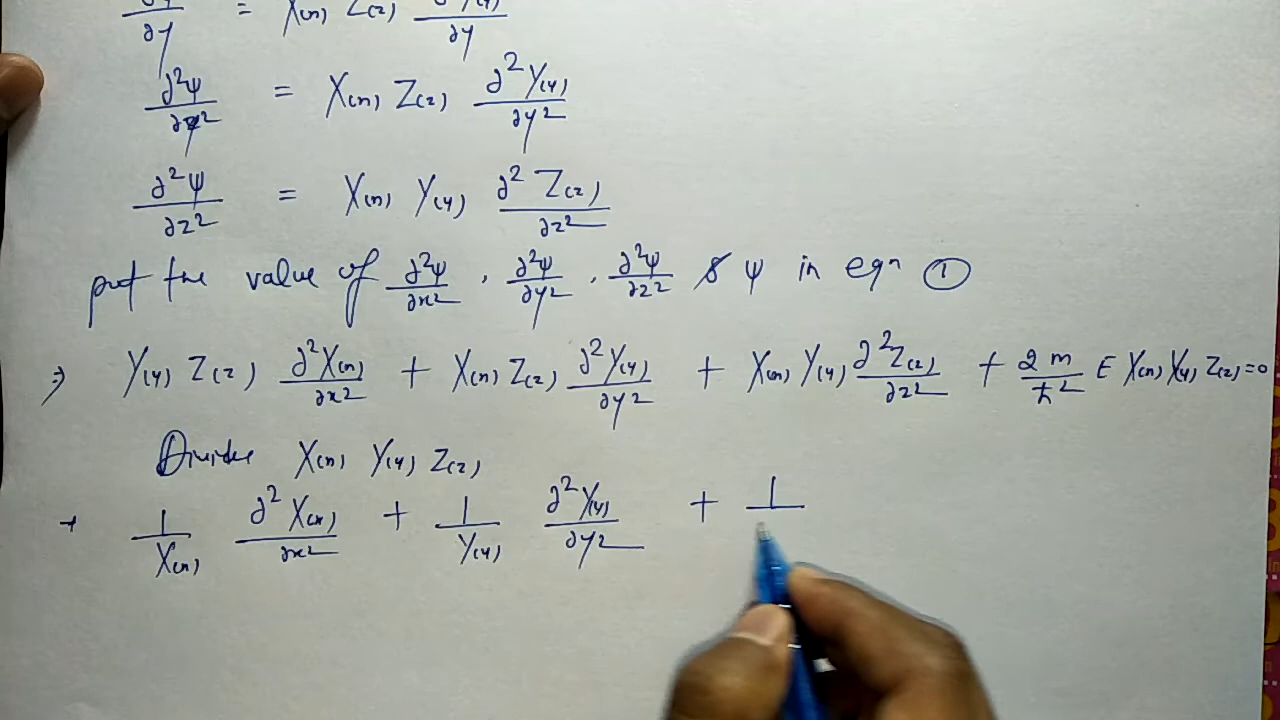 ∂ψ/∂y = X(x) Z(z) ∂Y(y)/∂y
∂²ψ/∂y² = X(x) Z(z) ∂²Y(y)/∂y²
∂²ψ/∂z² = X(x) Y(y) ∂²Z(z)/∂z²
put the value of ∂²ψ/∂x² , ∂²ψ/∂y² , ∂²ψ/∂z² & ψ in eqn ①
⇒ Y(y) Z(z) ∂²X(x)/∂x² + X(x) Z(z) ∂²Y(y)/∂y² + X(x) Y(y) ∂²Z(z)/∂z² + 2m/ħ² E X(x) Y(y) Z(z) = 0
Divide X(x) Y(y) Z(z)
1/X(x) ∂²X(x)/∂x² + 1/Y(y) ∂²Y(y)/∂y² + 1/